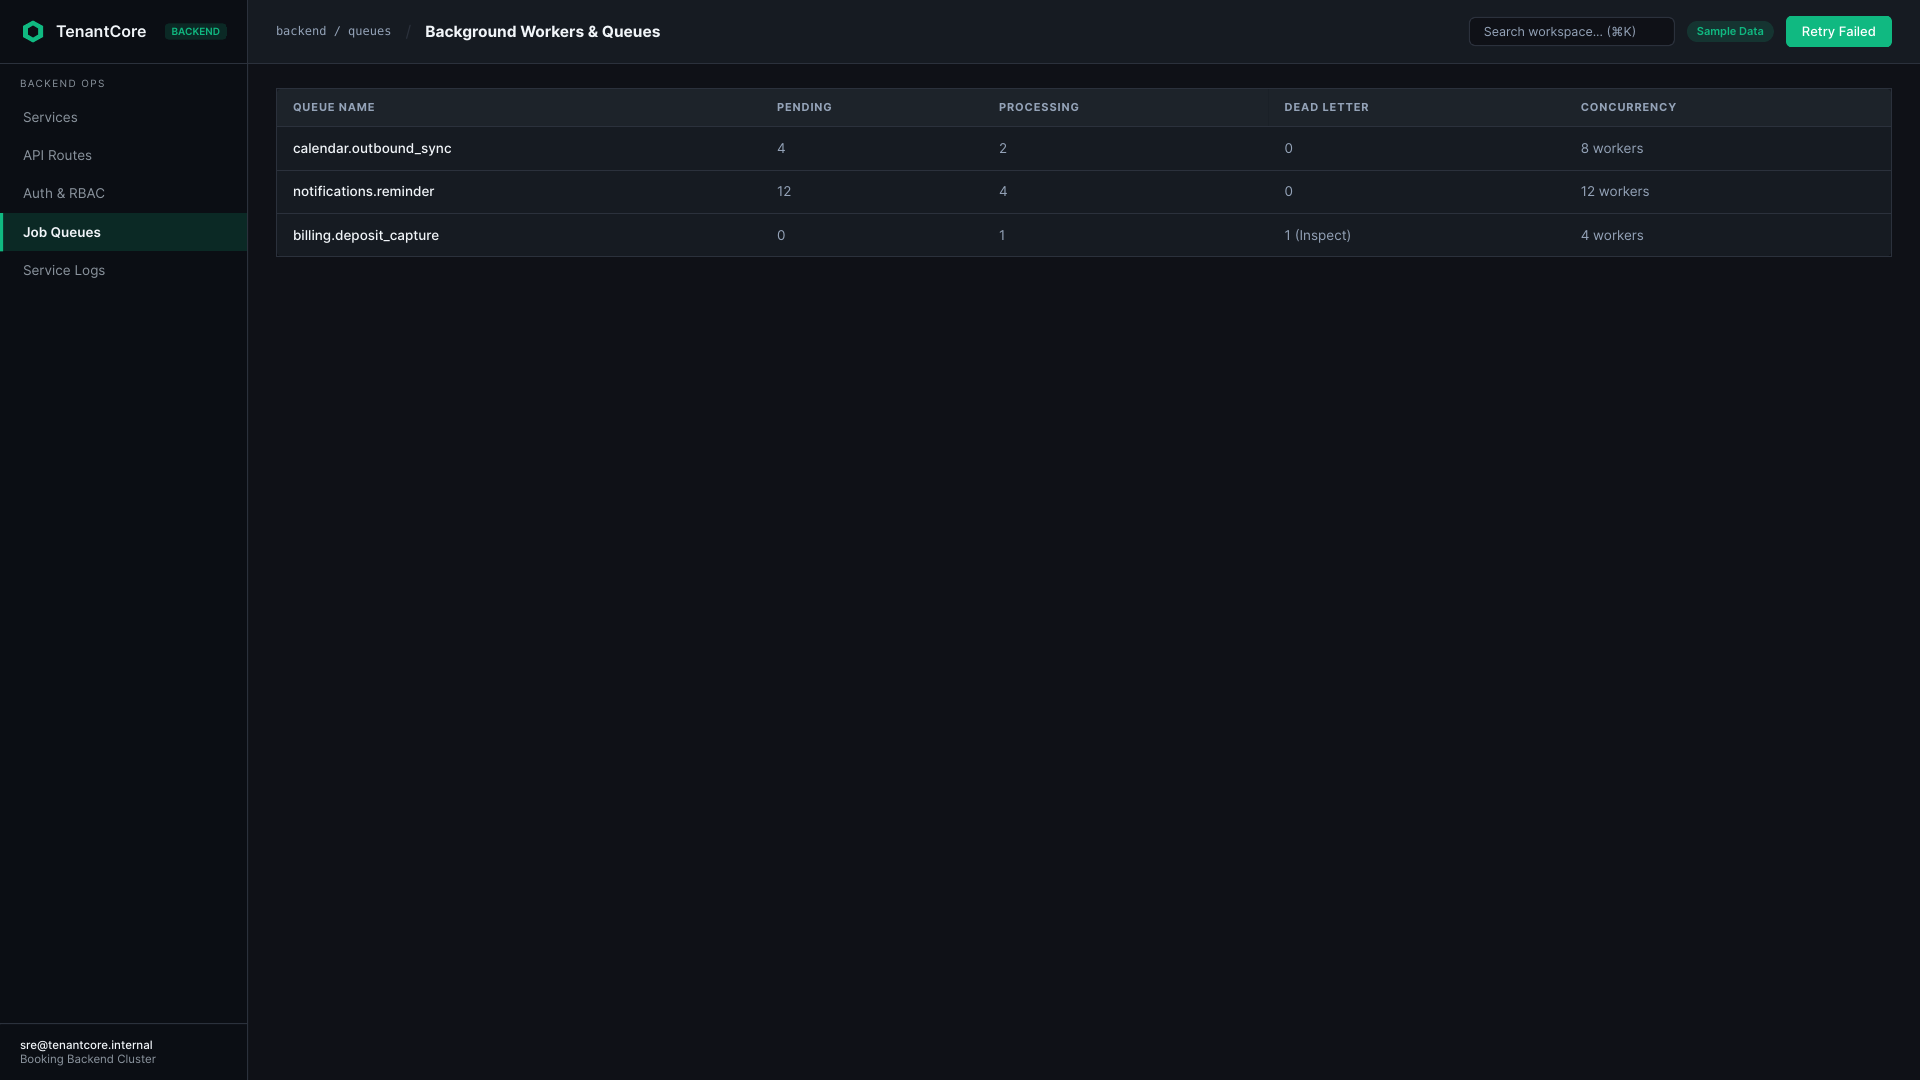 TenantCore BACKEND
backend / queues / Background Workers & Queues
Search workspace... (⌘K)
Sample Data
Retry Failed
BACKEND OPS
Services
API Routes
Auth & RBAC
Job Queues
Service Logs
QUEUE NAME PENDING PROCESSING DEAD LETTER CONCURRENCY
calendar.outbound_sync 4 2 0 8 workers
notifications.reminder 12 4 0 12 workers
billing.deposit_capture 0 1 1 (Inspect) 4 workers
sre@tenantcore.internal
Booking Backend Cluster